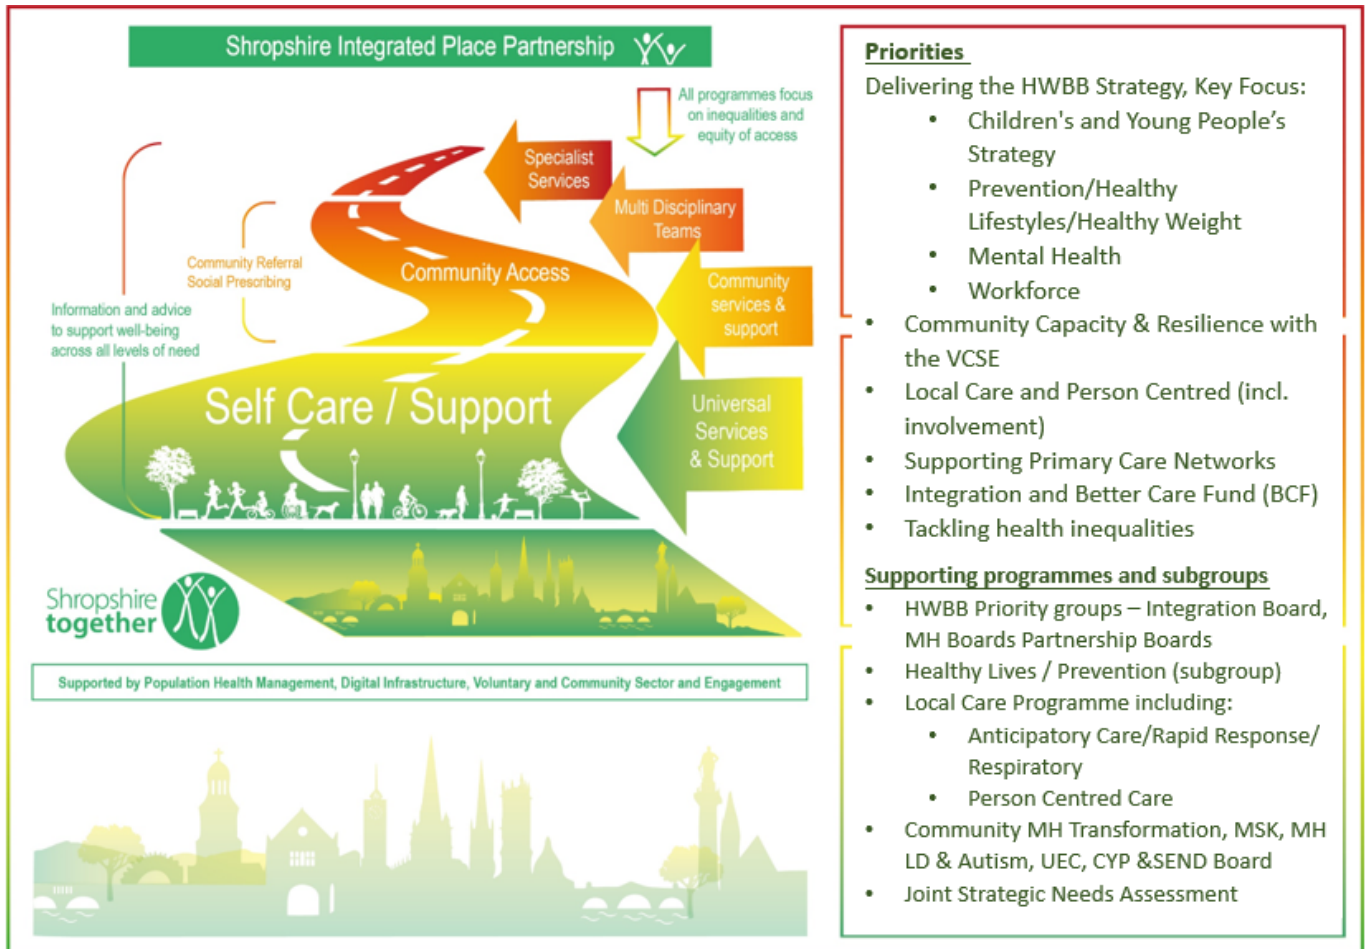 Shropshire Integrated Place Partnership
All programmes focus
on inequalities and
equity of access
Specialist
Services
Multi Disciplinary
Teams
Community Referral
Social Prescribing
Community Access
Community
services &
support
Information and advice
to support well-being
across all levels of need
Self Care / Support
Universal
Services
& Support
Shropshire
together
Supported by Population Health Management, Digital Infrastructure, Voluntary and Community Sector and Engagement
Priorities
Delivering the HWBB Strategy, Key Focus:
• Children's and Young People’s
Strategy
• Prevention/Healthy
Lifestyles/Healthy Weight
• Mental Health
• Workforce
• Community Capacity & Resilience with
the VCSE
• Local Care and Person Centred (incl.
involvement)
• Supporting Primary Care Networks
• Integration and Better Care Fund (BCF)
• Tackling health inequalities
Supporting programmes and subgroups
• HWBB Priority groups – Integration Board,
MH Boards Partnership Boards
• Healthy Lives / Prevention (subgroup)
• Local Care Programme including:
• Anticipatory Care/Rapid Response/
Respiratory
• Person Centred Care
• Community MH Transformation, MSK, MH
LD & Autism, UEC, CYP &SEND Board
• Joint Strategic Needs Assessment